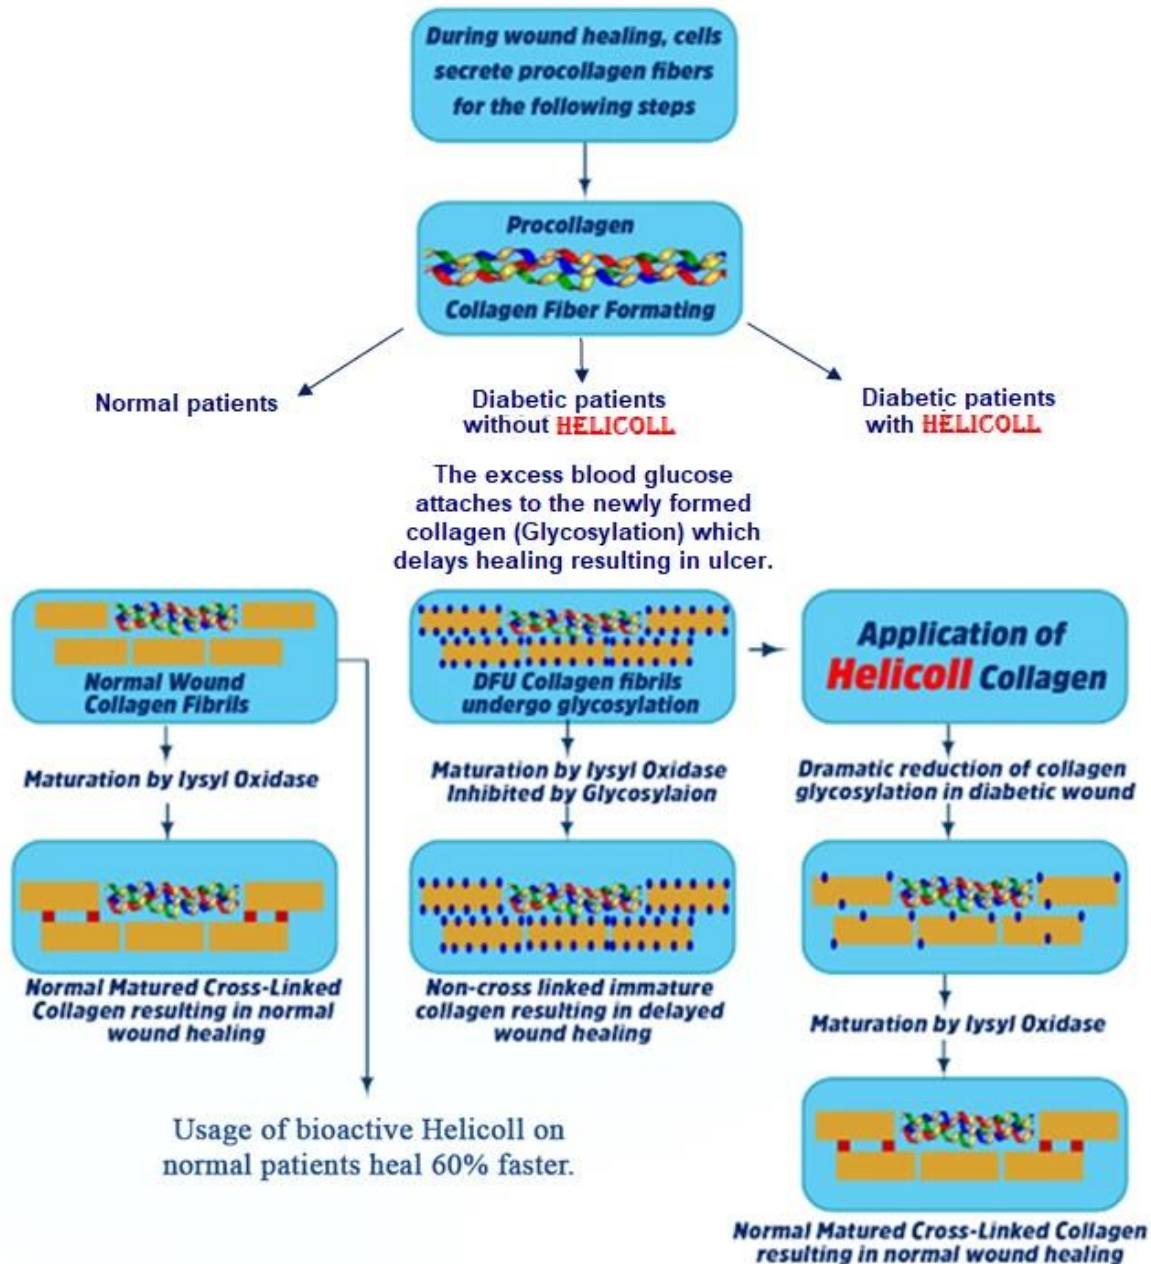 During wound healing, cells
secrete procollagen fibers
for the following steps
Procollagen
Collagen Fiber Formating
Normal patients
Diabetic patients
without HELICOLL
Diabetic patients
with HELICOLL
The excess blood glucose
attaches to the newly formed
collagen (Glycosylation) which
delays healing resulting in ulcer.
Normal Wound
Collagen Fibrils
Maturation by lysyl Oxidase
Normal Matured Cross-Linked
Collagen resulting in normal
wound healing
Usage of bioactive Helicoll on
normal patients heal 60% faster.
DFU Collagen fibrils
undergo glycosylation
Maturation by lysyl Oxidase
Inhibited by Glycosylaion
Non-cross linked immature
collagen resulting in delayed
wound healing
Application of
Helicoll Collagen
Dramatic reduction of collagen
glycosylation in diabetic wound
Maturation by lysyl Oxidase
Normal Matured Cross-Linked Collagen
resulting in normal wound healing